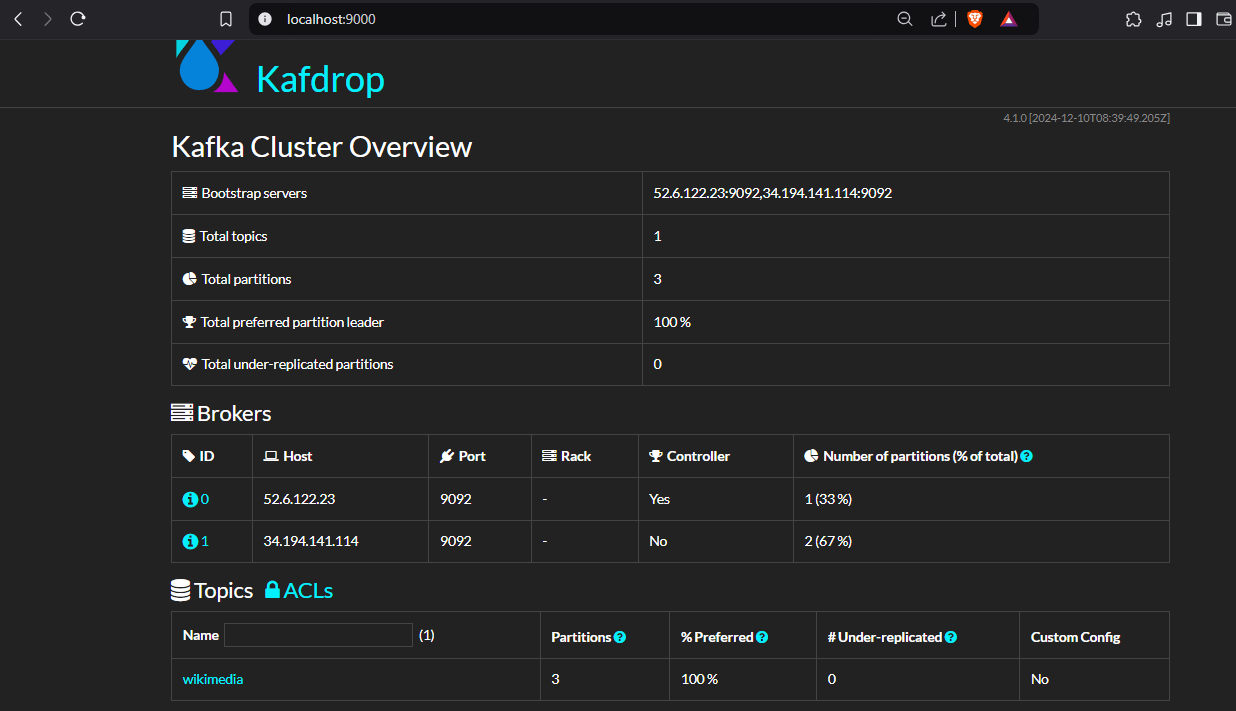 localhost:9000
Kafdrop
4.1.0 [2024-12-10T08:39:49.205Z]
Kafka Cluster Overview
Bootstrap servers 52.6.122.23:9092,34.194.141.114:9092
Total topics 1
Total partitions 3
Total preferred partition leader 100 %
Total under-replicated partitions 0
Brokers
ID Host Port Rack Controller Number of partitions (% of total) ?
0 52.6.122.23 9092 - Yes 1 (33 %)
1 34.194.141.114 9092 - No 2 (67 %)
Topics ACLs
Name (1) Partitions ? % Preferred ? # Under-replicated ? Custom Config
wikimedia 3 100 % 0 No